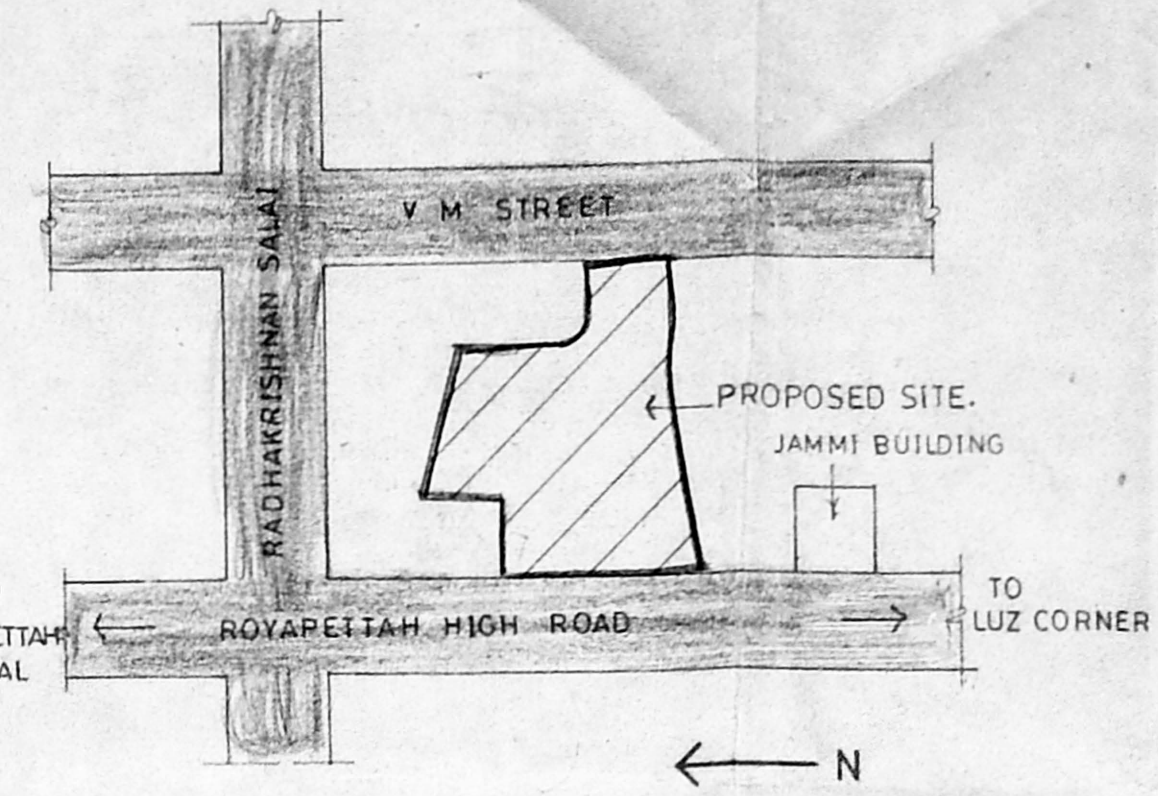 V M STREET
RADHAKRISHNAN SALAI
PROPOSED SITE.
JAMMI BUILDING
TO
LUZ CORNER
ROYAPETTAH HIGH ROAD
N